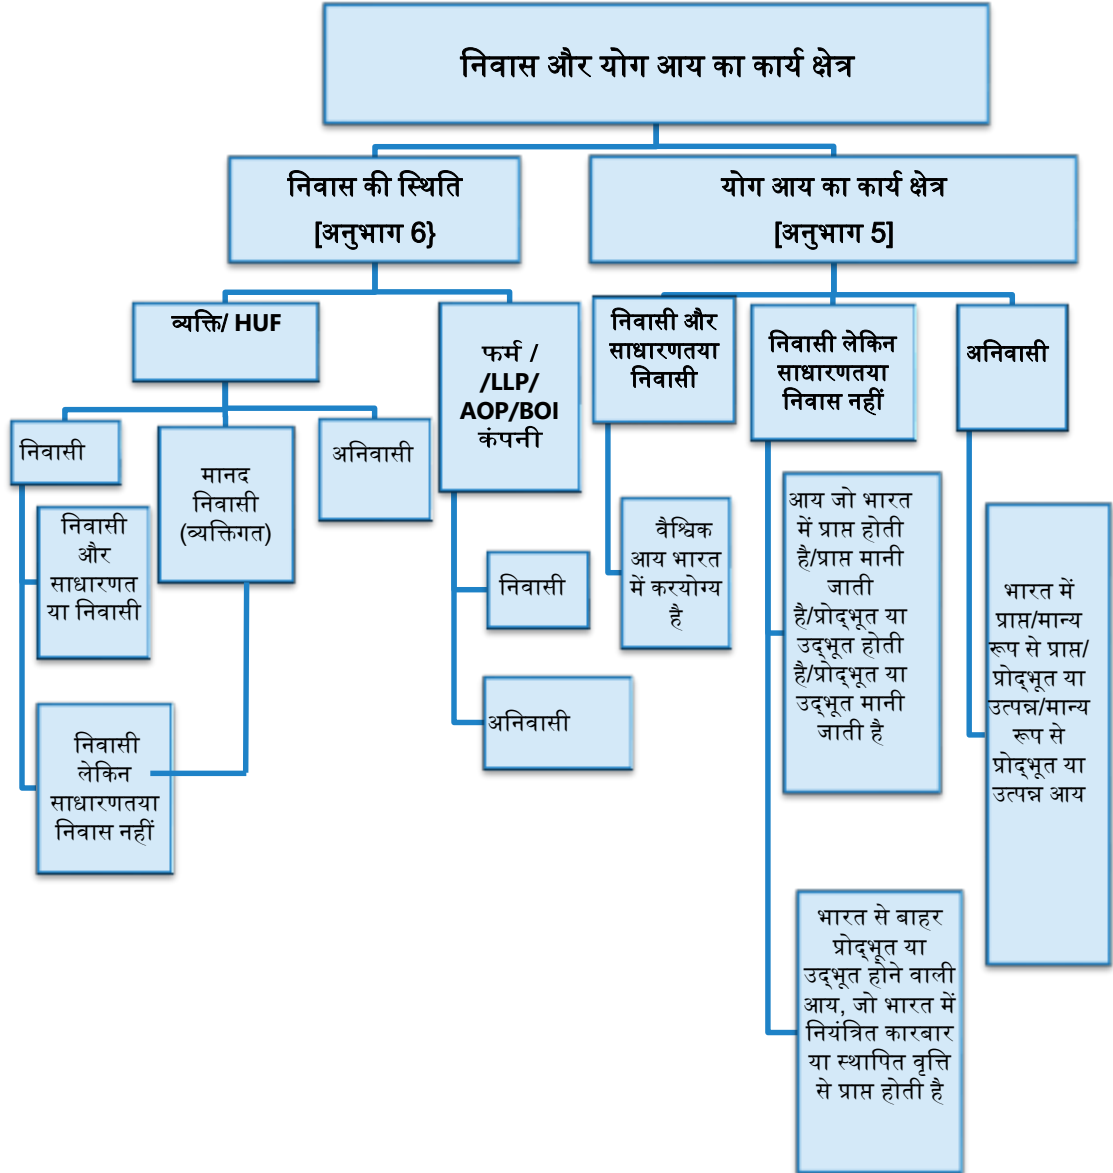 निवास और योग आय का कार्य क्षेत्र
निवास की स्थिति
[अनुभाग 6}
योग आय का कार्य क्षेत्र
[अनुभाग 5]
व्यक्ति/ HUF
फर्म /
/LLP/
AOP/BOI
कंपनी
निवासी और
साधारणतया
निवासी
निवासी लेकिन
साधारणतया
निवास नहीं
अनिवासी
निवासी
मानद
निवासी
(व्यक्तिगत)
अनिवासी
निवासी
और
साधारणत
या निवासी
निवासी
लेकिन
साधारणतया
निवास नहीं
निवासी
अनिवासी
वैश्विक
आय भारत
में करयोग्य
है
आय जो भारत
में प्राप्त होती
है/प्राप्त मानी
जाती
है/प्रोद्भूत या
उद्भूत होती
है/प्रोद्भूत या
उद्भूत मानी
जाती है
भारत से बाहर
प्रोद्भूत या
उद्भूत होने वाली
आय, जो भारत में
नियंत्रित कारबार
या स्थापित वृत्ति
से प्राप्त होती है
भारत में
प्राप्त/मान्य
रूप से प्राप्त/
प्रोद्भूत या
उत्पन्न/मान्य
रूप से
प्रोद्भूत या
उत्पन्न आय